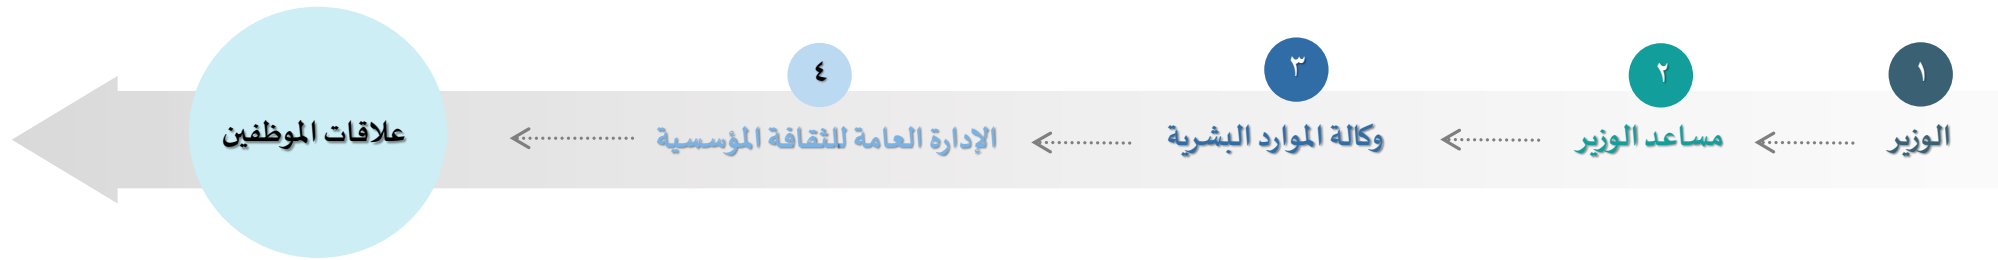 ١
الوزير
٢
مساعد الوزير
٣
وكالة الموارد البشرية
٤
الإدارة العامة للثقافة المؤسسية
علاقات الموظفين